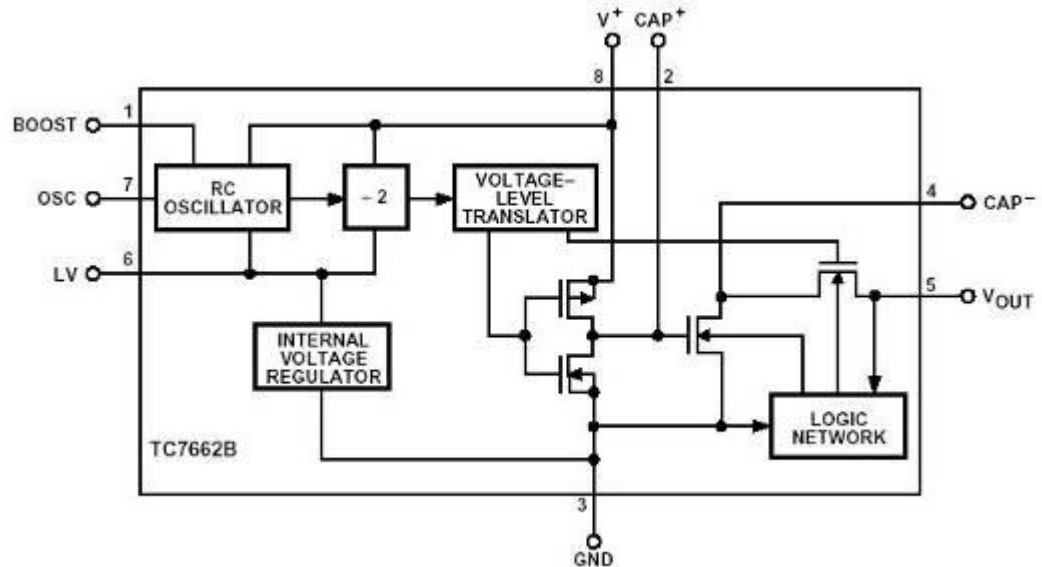 V+ CAP+
8 2
1
BOOST
7
OSC
RC
OSCILLATOR
÷ 2
VOLTAGE–
LEVEL
TRANSLATOR
4
CAP–
6
LV
5
VOUT
INTERNAL
VOLTAGE
REGULATOR
LOGIC
NETWORK
TC7662B
3
GND